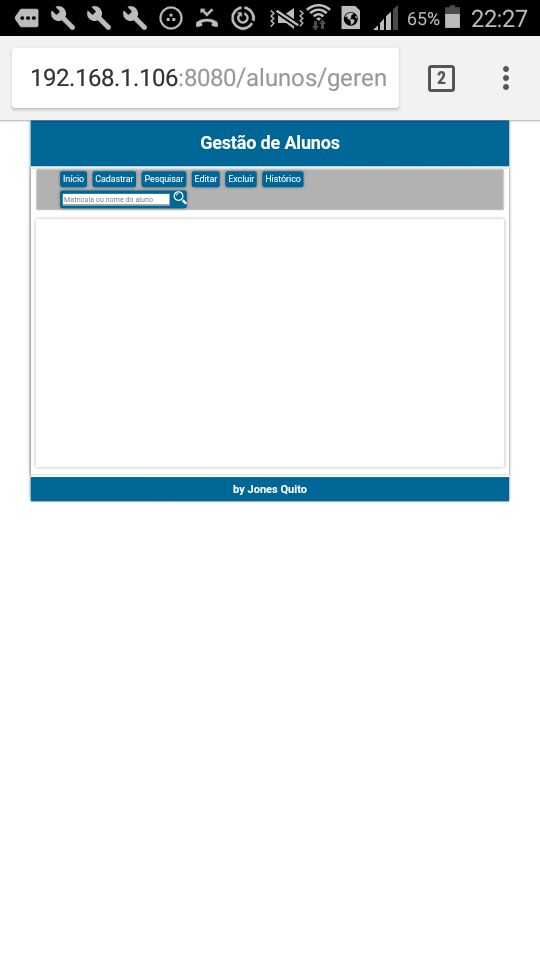 65% 22:27
192.168.1.106:8080/alunos/geren
2
Gestão de Alunos
Início Cadastrar Pesquisar Editar Excluir Histórico
Matrícula ou nome do aluno
by Jones Quito